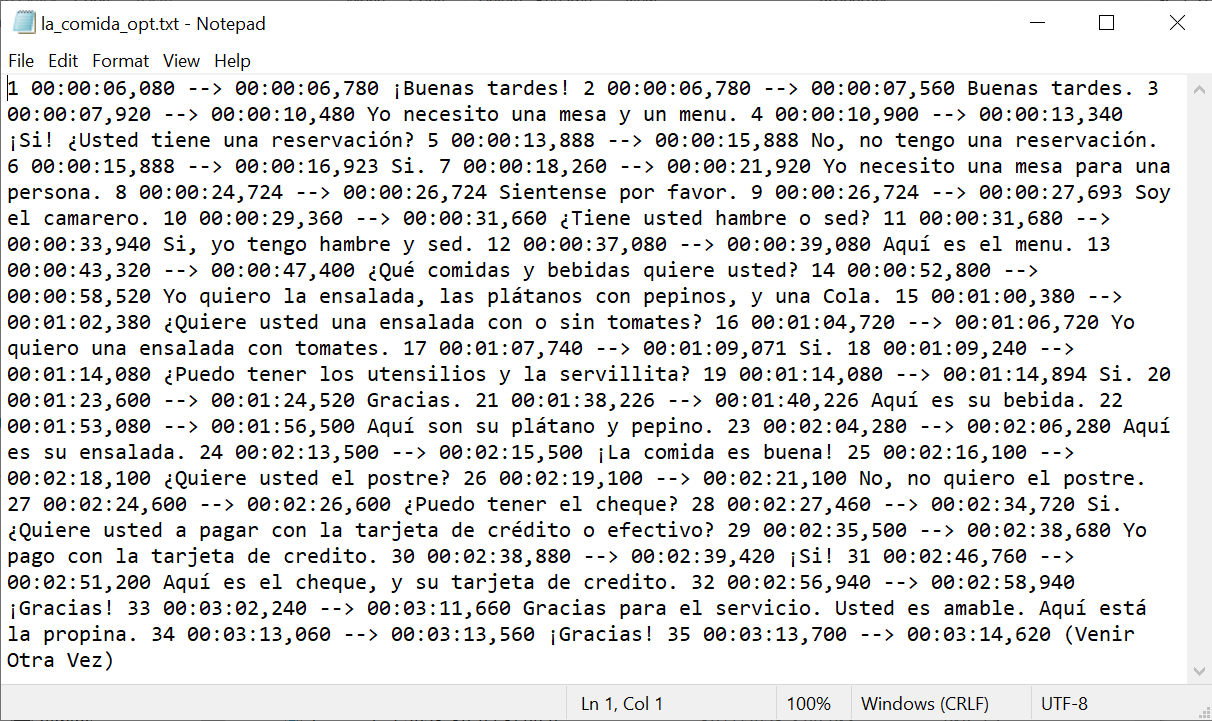 la_comida_opt.txt - Notepad
File Edit Format View Help
1 00:00:06,080 --> 00:00:06,780 ¡Buenas tardes! 2 00:00:06,780 --> 00:00:07,560 Buenas tardes. 3
00:00:07,920 --> 00:00:10,480 Yo necesito una mesa y un menu. 4 00:00:10,900 --> 00:00:13,340
¡Si! ¿Usted tiene una reservación? 5 00:00:13,888 --> 00:00:15,888 No, no tengo una reservación.
6 00:00:15,888 --> 00:00:16,923 Si. 7 00:00:18,260 --> 00:00:21,920 Yo necesito una mesa para una
persona. 8 00:00:24,724 --> 00:00:26,724 Sientense por favor. 9 00:00:26,724 --> 00:00:27,693 Soy
el camarero. 10 00:00:29,360 --> 00:00:31,660 ¿Tiene usted hambre o sed? 11 00:00:31,680 -->
00:00:33,940 Si, yo tengo hambre y sed. 12 00:00:37,080 --> 00:00:39,080 Aquí es el menu. 13
00:00:43,320 --> 00:00:47,400 ¿Qué comidas y bebidas quiere usted? 14 00:00:52,800 -->
00:00:58,520 Yo quiero la ensalada, las plátanos con pepinos, y una Cola. 15 00:01:00,380 -->
00:01:02,380 ¿Quiere usted una ensalada con o sin tomates? 16 00:01:04,720 --> 00:01:06,720 Yo
quiero una ensalada con tomates. 17 00:01:07,740 --> 00:01:09,071 Si. 18 00:01:09,240 -->
00:01:14,080 ¿Puedo tener los utensilios y la servillita? 19 00:01:14,080 --> 00:01:14,894 Si. 20
00:01:23,600 --> 00:01:24,520 Gracias. 21 00:01:38,226 --> 00:01:40,226 Aquí es su bebida. 22
00:01:53,080 --> 00:01:56,500 Aquí son su plátano y pepino. 23 00:02:04,280 --> 00:02:06,280 Aquí
es su ensalada. 24 00:02:13,500 --> 00:02:15,500 ¡La comida es buena! 25 00:02:16,100 -->
00:02:18,100 ¿Quiere usted el postre? 26 00:02:19,100 --> 00:02:21,100 No, no quiero el postre.
27 00:02:24,600 --> 00:02:26,600 ¿Puedo tener el cheque? 28 00:02:27,460 --> 00:02:34,720 Si.
¿Quiere usted a pagar con la tarjeta de crédito o efectivo? 29 00:02:35,500 --> 00:02:38,680 Yo
pago con la tarjeta de credito. 30 00:02:38,880 --> 00:02:39,420 ¡Si! 31 00:02:46,760 -->
00:02:51,200 Aquí es el cheque, y su tarjeta de credito. 32 00:02:56,940 --> 00:02:58,940
¡Gracias! 33 00:03:02,240 --> 00:03:11,660 Gracias para el servicio. Usted es amable. Aquí está
la propina. 34 00:03:13,060 --> 00:03:13,560 ¡Gracias! 35 00:03:13,700 --> 00:03:14,620 (Venir
Otra Vez)
Ln 1, Col 1 100% Windows (CRLF) UTF-8